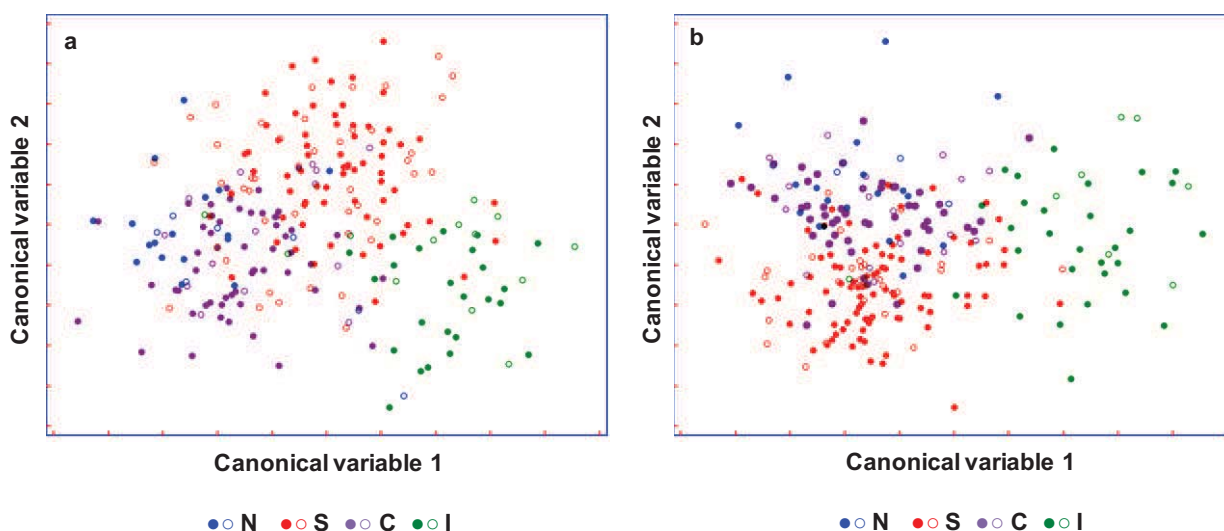 a
Canonical variable 2
Canonical variable 1
N S C I
b
Canonical variable 2
Canonical variable 1
N S C I